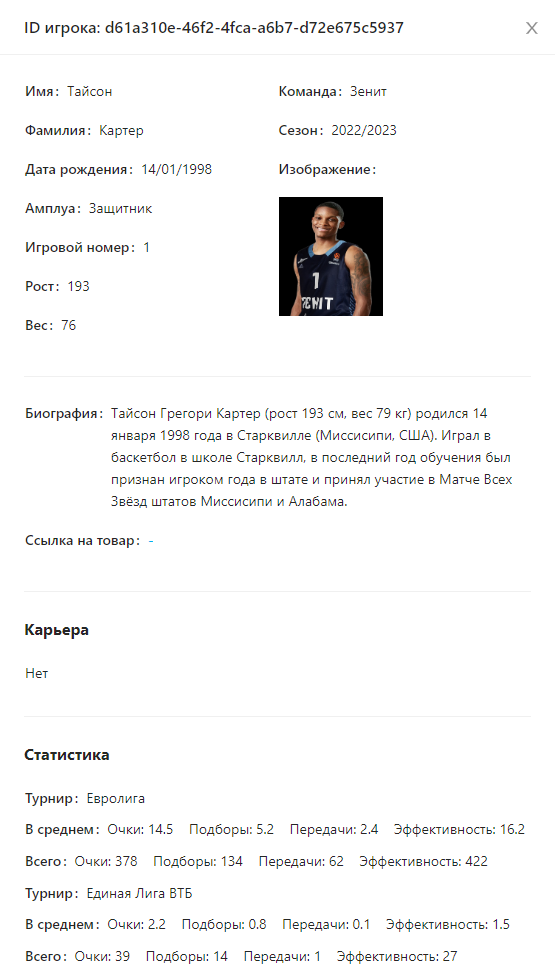 ID игрока: d61a310e-46f2-4fca-a6b7-d72e675c5937
Имя: Тайсон
Команда: Зенит
Фамилия: Картер
Сезон: 2022/2023
Дата рождения: 14/01/1998
Изображение:
Амплуа: Защитник
Игровой номер: 1
Рост: 193
Вес: 76
1
Биография: Тайсон Грегори Картер (рост 193 см, вес 79 кг) родился 14
января 1998 года в Старквилле (Миссисипи, США). Играл в
баскетбол в школе Старквилл, в последний год обучения был
признан игроком года в штате и принял участие в Матче Всех
Звёзд штатов Миссисипи и Алабама.
Ссылка на товар: -
Карьера
Нет
Статистика
Турнир: Евролига
В среднем: Очки: 14.5 Подборы: 5.2 Передачи: 2.4 Эффективность: 16.2
Всего: Очки: 378 Подборы: 134 Передачи: 62 Эффективность: 422
Турнир: Единая Лига ВТБ
В среднем: Очки: 2.2 Подборы: 0.8 Передачи: 0.1 Эффективность: 1.5
Всего: Очки: 39 Подборы: 14 Передачи: 1 Эффективность: 27